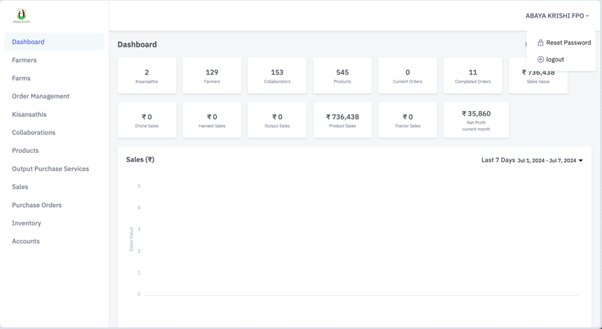 Abaya Krishi
ABAYA KRISHI FPO
Reset Password
logout
Dashboard
Farmers
Farms
Order Management
Kisansathis
Collaborations
Products
Output Purchase Services
Sales
Purchase Orders
Inventory
Accounts
Dashboard
2
Kisansathis
129
Farmers
153
Collaborators
545
Products
0
Current Orders
11
Completed Orders
₹ 736,438
Sales Value
₹ 0
Drone Sales
₹ 0
Harvest Sales
₹ 0
Output Sales
₹ 736,438
Product Sales
₹ 0
Tractor Sales
₹ 35,860
Net Profit
current month
Sales (₹)
Last 7 Days Jul 1, 2024 - Jul 7, 2024
Sales Value
5
4
3
2
1
0